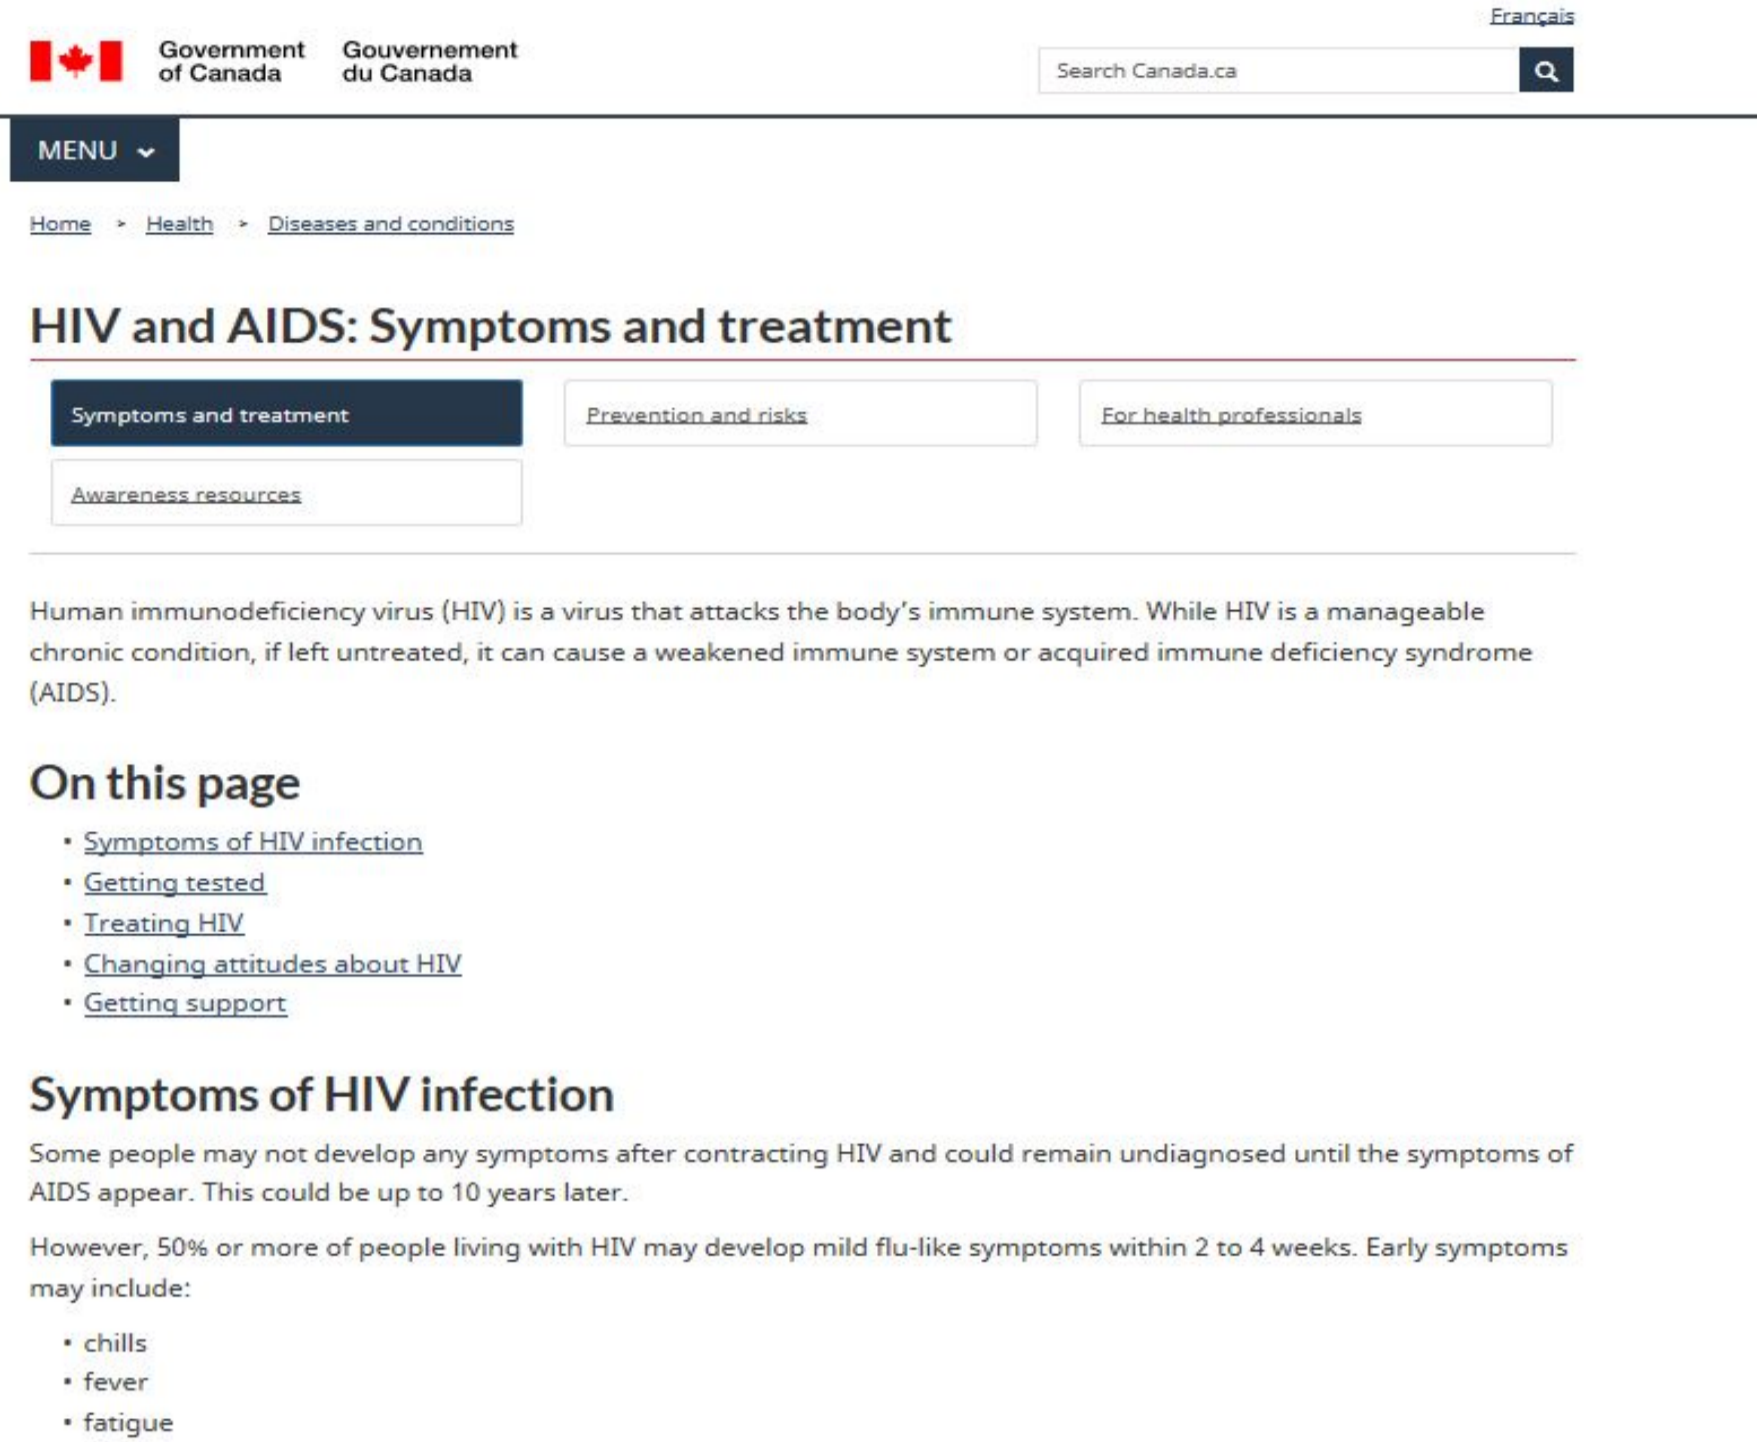 Français
Government of Canada
Gouvernement du Canada
Search Canada.ca
MENU
Home > Health > Diseases and conditions
HIV and AIDS: Symptoms and treatment
Symptoms and treatment
Prevention and risks
For health professionals
Awareness resources
Human immunodeficiency virus (HIV) is a virus that attacks the body’s immune system. While HIV is a manageable
chronic condition, if left untreated, it can cause a weakened immune system or acquired immune deficiency syndrome
(AIDS).
On this page
• Symptoms of HIV infection
• Getting tested
• Treating HIV
• Changing attitudes about HIV
• Getting support
Symptoms of HIV infection
Some people may not develop any symptoms after contracting HIV and could remain undiagnosed until the symptoms of
AIDS appear. This could be up to 10 years later.
However, 50% or more of people living with HIV may develop mild flu-like symptoms within 2 to 4 weeks. Early symptoms
may include:
• chills
• fever
• fatigue